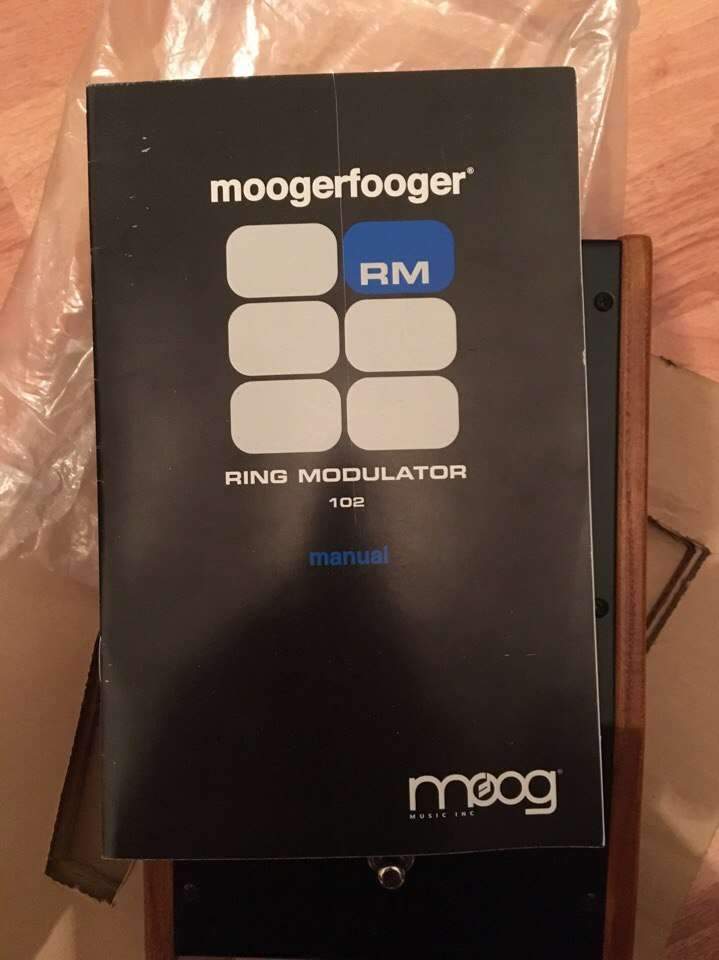 moogerfooger®
RM
RING MODULATOR
102
manual
moog®
MUSIC INC